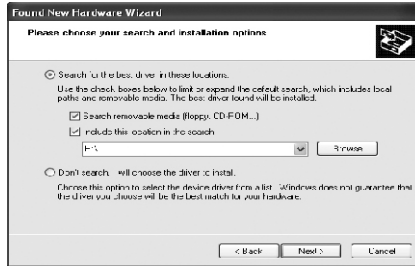 Found New Hardware Wizard
Please choose your search and installation options
Search for the best driver in these locations.
Use the check boxes below to limit or expand the default search, which includes local
paths and removable media. The best driver found will be installed.
Search removable media (floppy, CD-ROM...)
Include this location in the search:
Browse
Don't search. I will choose the driver to install.
Choose this option to select the device driver from a list. Windows does not guarantee that
the driver you choose will be the best match for your hardware.
< Back
Next >
Cancel